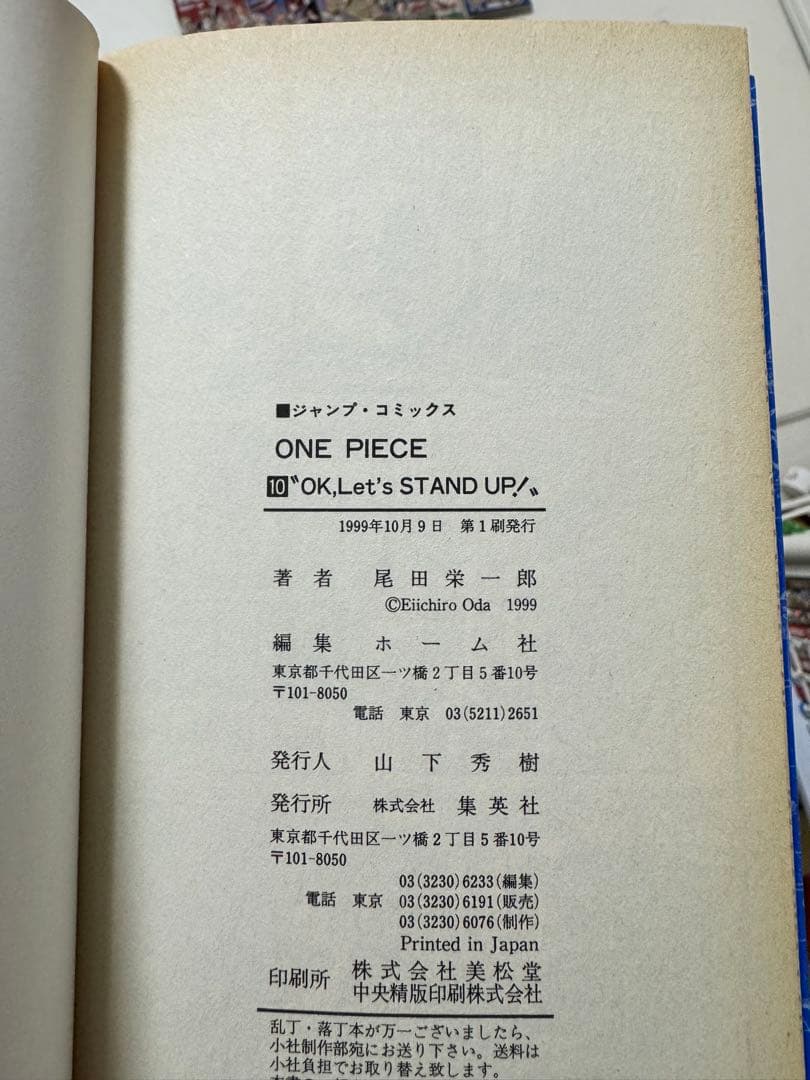 ■ジャンプ・コミックス
ONE PIECE
10〝OK,Let's STAND UP!〟
1999年10月9日 第1刷発行
著者 尾田栄一郎
©Eiichiro Oda 1999
編集 ホーム社
東京都千代田区一ツ橋2丁目5番10号
〒101-8050
電話 東京 03(5211)2651
発行人 山下秀樹
発行所 株式会社 集英社
東京都千代田区一ツ橋2丁目5番10号
〒101-8050
03(3230)6233(編集)
電話 東京 03(3230)6191(販売)
03(3230)6076(制作)
Printed in Japan
印刷所 株式会社美松堂
中央精版印刷株式会社
乱丁・落丁本が万一ございましたら、
小社制作部宛にお送り下さい。送料は
小社負担でお取り替え致します。